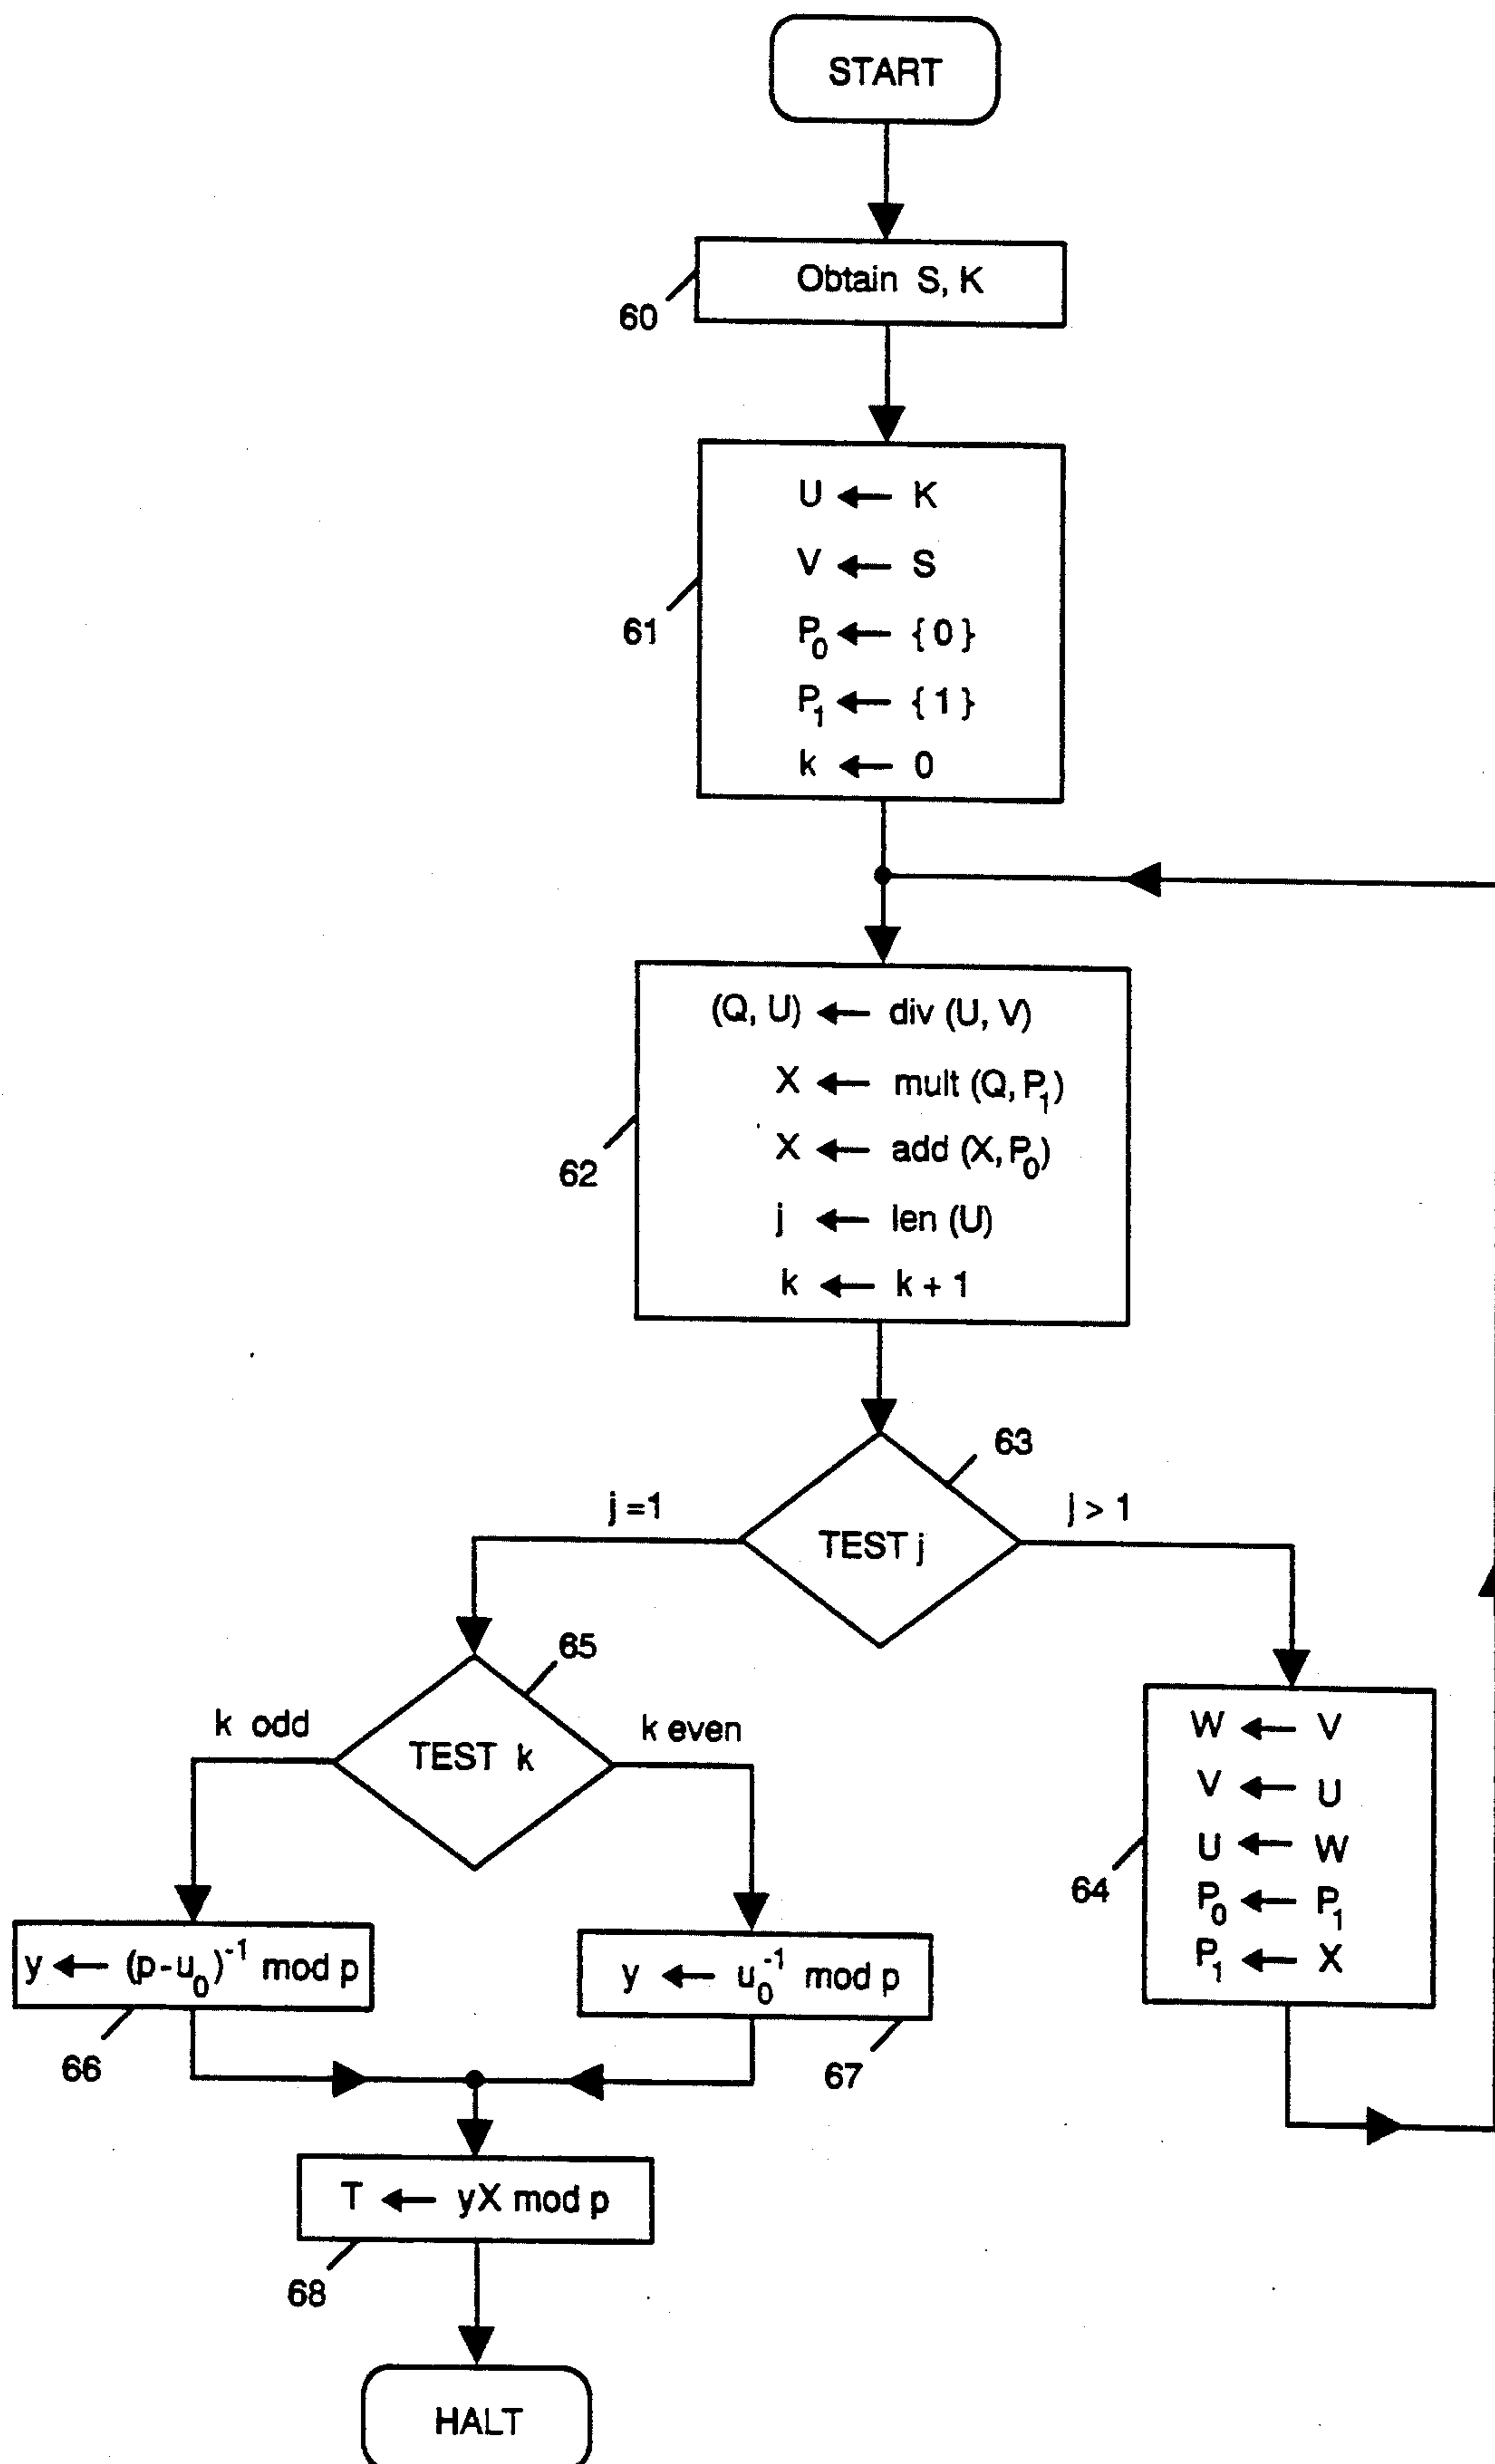 START
Obtain S, K
60
U ← K
V ← S
P₀ ← { 0 }
P₁ ← { 1 }
k ← 0
61
(Q, U) ← div (U, V)
X ← mult (Q, P₁)
X ← add (X, P₀)
j ← len (U)
k ← k + 1
62
63
j =1
TEST j
j > 1
65
k odd
TEST k
k even
W ← V
V ← U
U ← W
P₀ ← P₁
P₁ ← X
64
y ← (p-u₀)⁻¹ mod p
66
y ← u₀⁻¹ mod p
67
T ← yX mod p
68
HALT